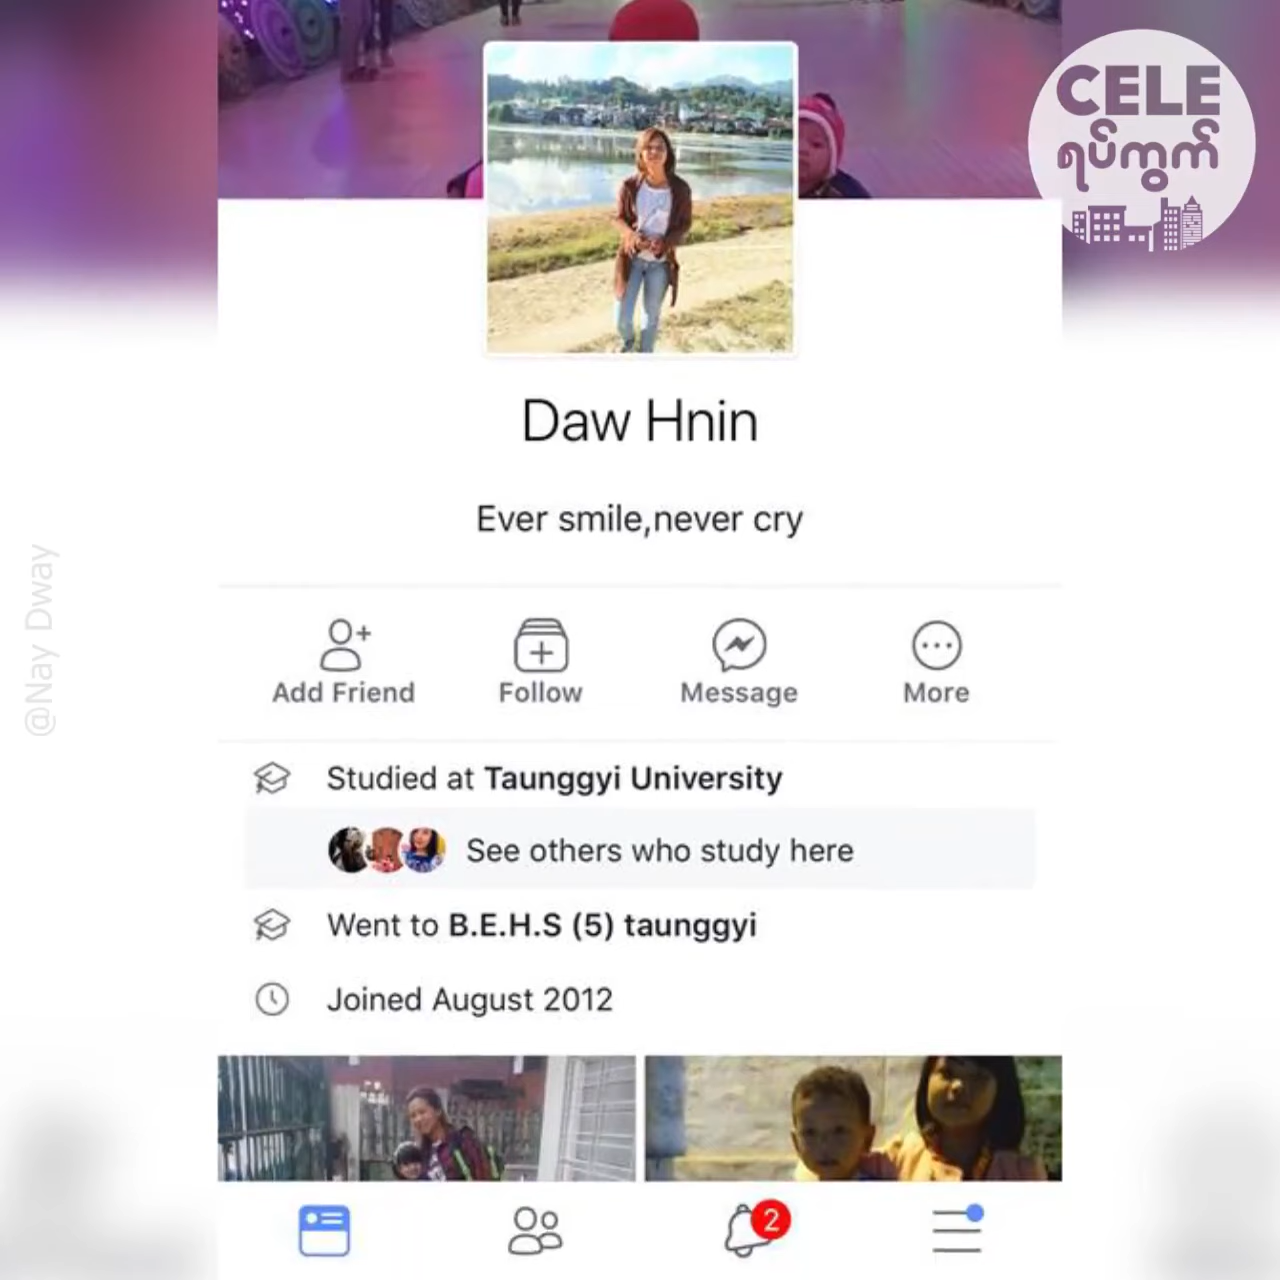 CELE
ရပ်ကွက်
Daw Hnin
Ever smile,never cry
@Nay Dway
Add Friend
Follow
Message
More
Studied at Taunggyi University
See others who study here
Went to B.E.H.S (5) taunggyi
Joined August 2012
2